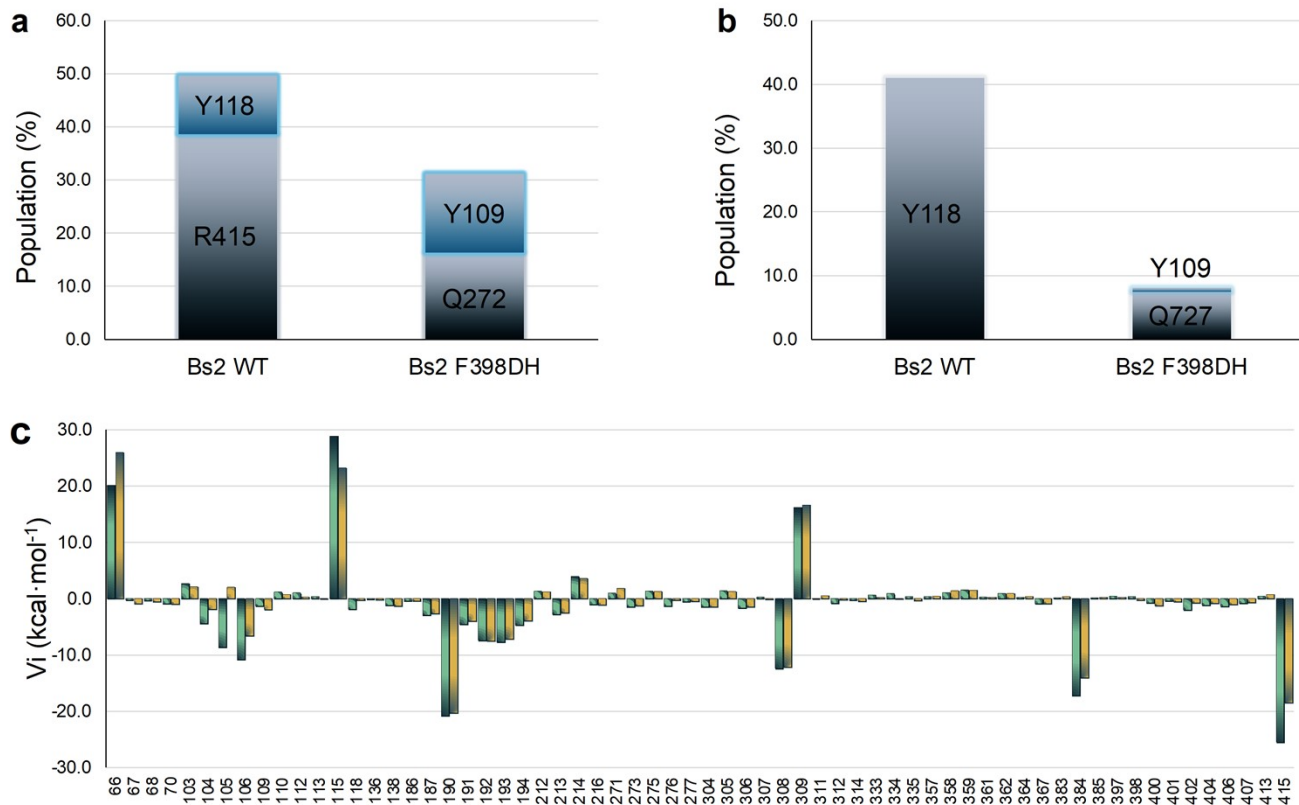 a
Population (%)
60.0
50.0
40.0
30.0
20.0
10.0
0.0
Y118
R415
Y109
Q272
Bs2 WT
Bs2 F398DH
b
Population (%)
50.0
40.0
30.0
20.0
10.0
0.0
Y118
Y109
Q727
Bs2 WT
Bs2 F398DH
c
Vi (kcal·mol⁻¹)
30.0
20.0
10.0
0.0
-10.0
-20.0
-30.0
66 67 68 70 103 104 105 106 109 110 112 113 115 118 136 138 186 187 190 191 192 193 194 212 213 214 216 271 273 275 276 277 304 305 306 307 308 309 311 312 314 333 334 335 357 358 359 361 362 364 367 383 384 385 397 398 400 401 402 404 406 407 413 415